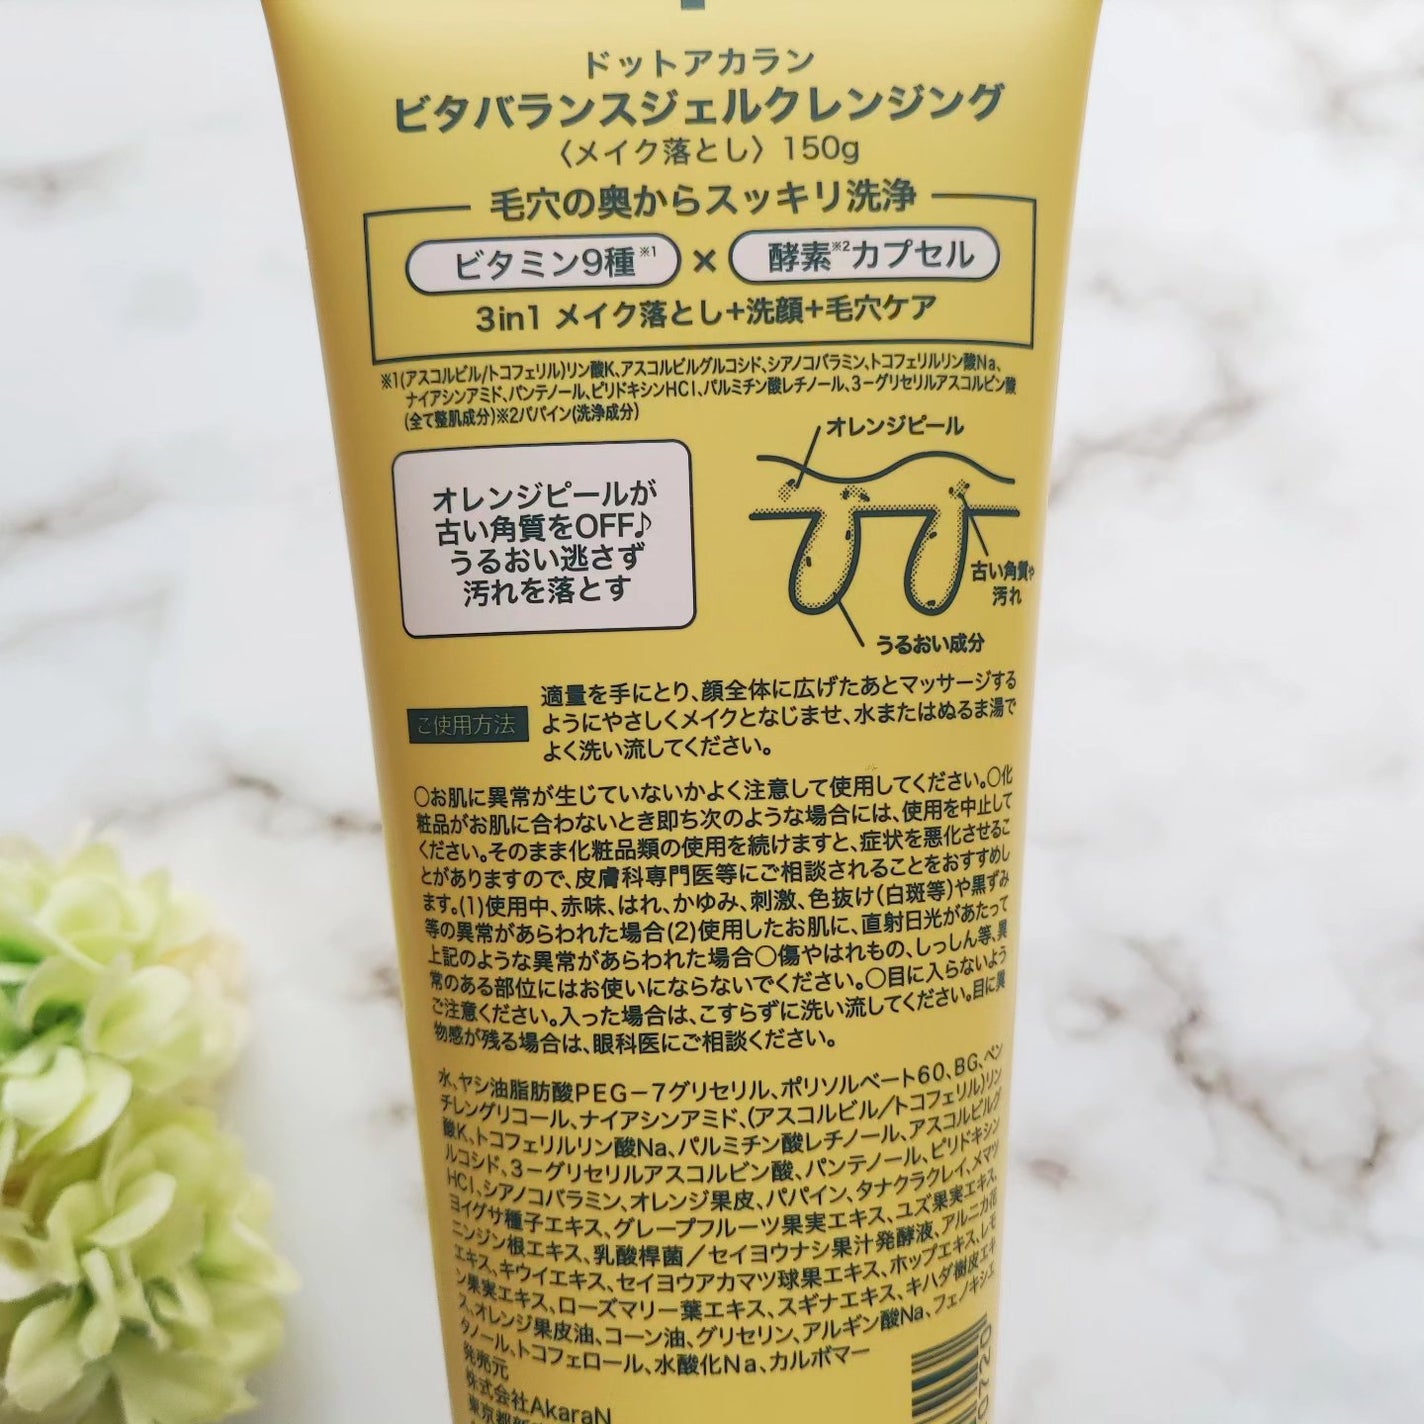 ドットアカラン
ビタバランスジェルクレンジング
〈メイク落とし〉150g
毛穴の奥からスッキリ洗浄
ビタミン9種※1 × 酵素※2カプセル
3in1 メイク落とし+洗顔+毛穴ケア
※1(アスコルビル/トコフェリル)リン酸K、アスコルビルグルコシド、シアノコバラミン、トコフェリルリン酸Na、
ナイアシンアミド、パンテノール、ピリドキシンHCI、パルミチン酸レチノール、3ーグリセリルアスコルビン酸
(全て整肌成分)※2パパイン(洗浄成分)
オレンジピール
オレンジピールが
古い角質をOFF♪
うるおい逃さず
汚れを落とす
古い角質や
汚れ
うるおい成分
ご使用方法
適量を手にとり、顔全体に広げたあとマッサージする
ようにやさしくメイクとなじませ、水またはぬるま湯で
よく洗い流してください。
○お肌に異常が生じていないかよく注意して使用してください。○化
粧品がお肌に合わないとき即ち次のような場合には、使用を中止して
ください。そのまま化粧品類の使用を続けますと、症状を悪化させるこ
とがありますので、皮膚科専門医等にご相談されることをおすすめし
ます。(1)使用中、赤味、はれ、かゆみ、刺激、色抜け(白斑等)や黒ずみ
等の異常があらわれた場合(2)使用したお肌に、直射日光があたって
上記のような異常があらわれた場合○傷やはれもの、しっしん等、異
常のある部位にはお使いにならないでください。○目に入らないよう
ご注意ください。入った場合は、こすらずに洗い流してください。目に異
物感が残る場合は、眼科医にご相談ください。
水、ヤシ油脂肪酸PEG－7グリセリル、ポリソルベート60、BG、ペン
チレングリコール、ナイアシンアミド、(アスコルビル／トコフェリル)リン
酸K、トコフェリルリン酸Na、パルミチン酸レチノール、アスコルビルグ
ルコシド、3ーグリセリルアスコルビン酸、パンテノール、ピリドキシン
HCI、シアノコバラミン、オレンジ果皮、パパイン、タナクラクレイ、メマツ
ヨイグサ種子エキス、グレープフルーツ果実エキス、ユズ果実エキス、
ニンジン根エキス、乳酸桿菌／セイヨウナシ果汁発酵液、アルニカ花
エキス、キウイエキス、セイヨウアカマツ球果エキス、ホップエキス、レモ
ン果実エキス、ローズマリー葉エキス、スギナエキス、キハダ樹皮エキ
ス、オレンジ果皮油、コーン油、グリセリン、アルギン酸Na、フェノキシエ
タノール、トコフェロール、水酸化Na、カルボマー
発売元
株式会社AkaraN